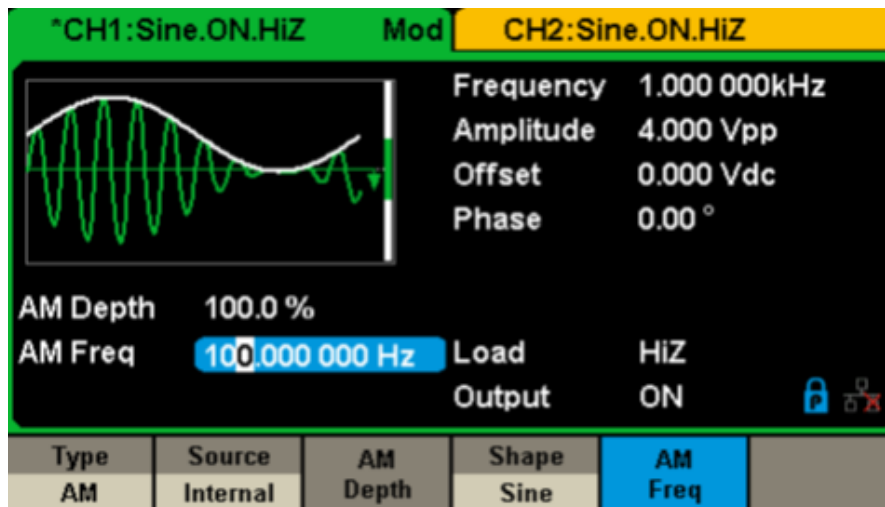 *CH1:Sine.ON.HiZ Mod CH2:Sine.ON.HiZ
Frequency 1.000 000kHz
Amplitude 4.000 Vpp
Offset 0.000 Vdc
Phase 0.00 °
AM Depth 100.0 %
AM Freq 100.000 000 Hz Load HiZ
Output ON P
Type Source AM Shape AM
AM Internal Depth Sine Freq